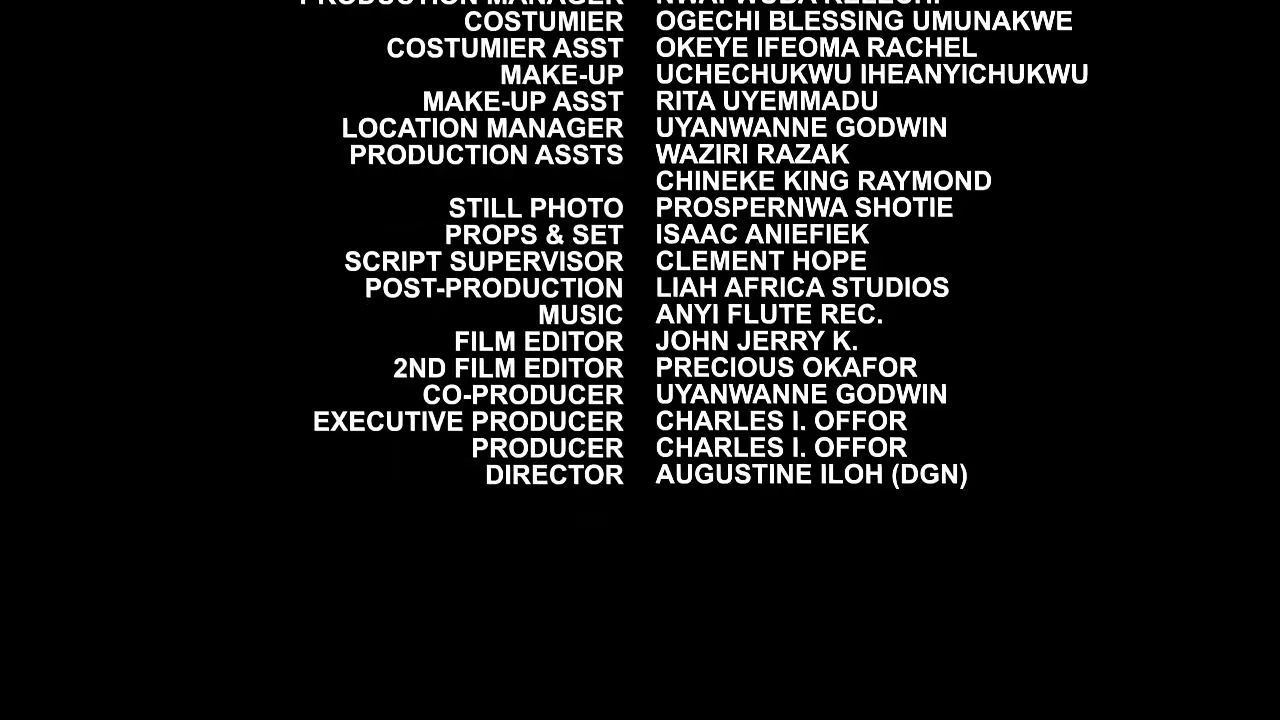 PRODUCTION MANAGER
COSTUMIER OGECHI BLESSING UMUNAKWE
COSTUMIER ASST OKEYE IFEOMA RACHEL
MAKE-UP UCHECHUKWU IHEANYICHUKWU
MAKE-UP ASST RITA UYEMMADU
LOCATION MANAGER UYANWANNE GODWIN
PRODUCTION ASSTS WAZIRI RAZAK
CHINEKE KING RAYMOND
STILL PHOTO PROSPERNWA SHOTIE
PROPS & SET ISAAC ANIEFIEK
SCRIPT SUPERVISOR CLEMENT HOPE
POST-PRODUCTION LIAH AFRICA STUDIOS
MUSIC ANYI FLUTE REC.
FILM EDITOR JOHN JERRY K.
2ND FILM EDITOR PRECIOUS OKAFOR
CO-PRODUCER UYANWANNE GODWIN
EXECUTIVE PRODUCER CHARLES I. OFFOR
PRODUCER CHARLES I. OFFOR
DIRECTOR AUGUSTINE ILOH (DGN)